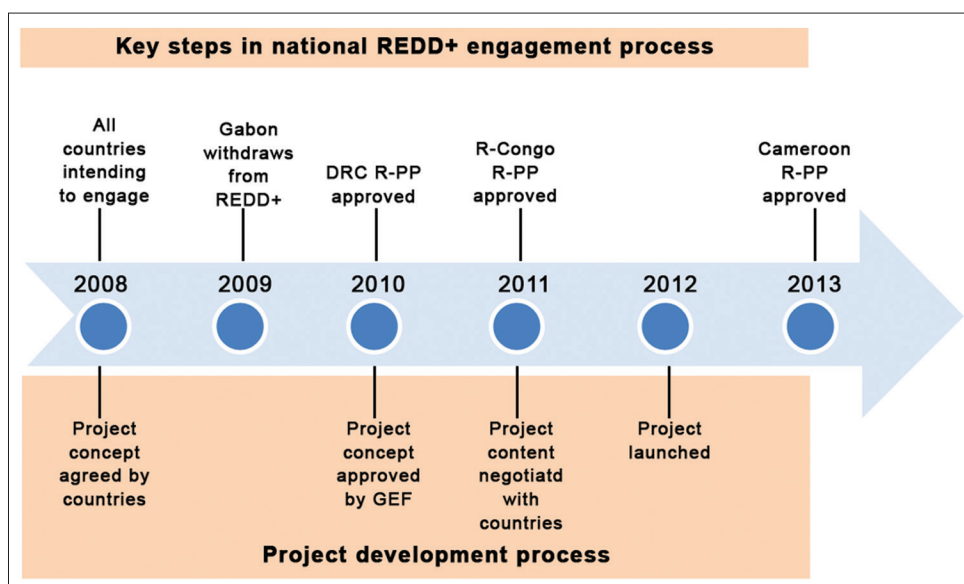 Key steps in national REDD+ engagement process
All
countries
intending
to engage
Gabon
withdraws
from
REDD+
DRC R-PP
approved
R-Congo
R-PP
approved
Cameroon
R-PP
approved
2008
2009
2010
2011
2012
2013
Project
concept
agreed by
countries
Project
concept
approved
by GEF
Project
content
negotiatd
with
countries
Project
launched
Project development process